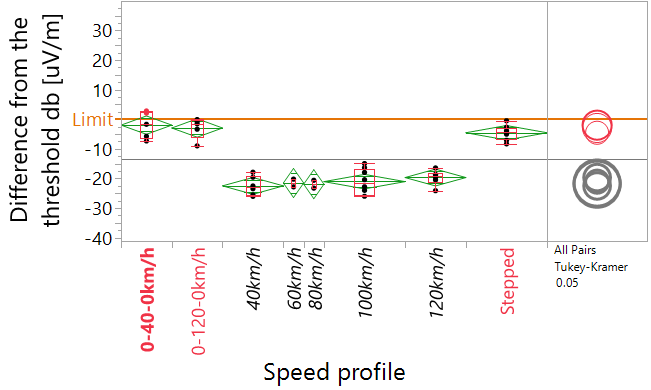 Difference from the
threshold db [uV/m]
30
20
10
Limit
-10
-20
-30
-40
0-40-0km/h
0-120-0km/h
40km/h
60km/h
80km/h
100km/h
120km/h
Stepped
All Pairs
Tukey-Kramer
0.05
Speed profile